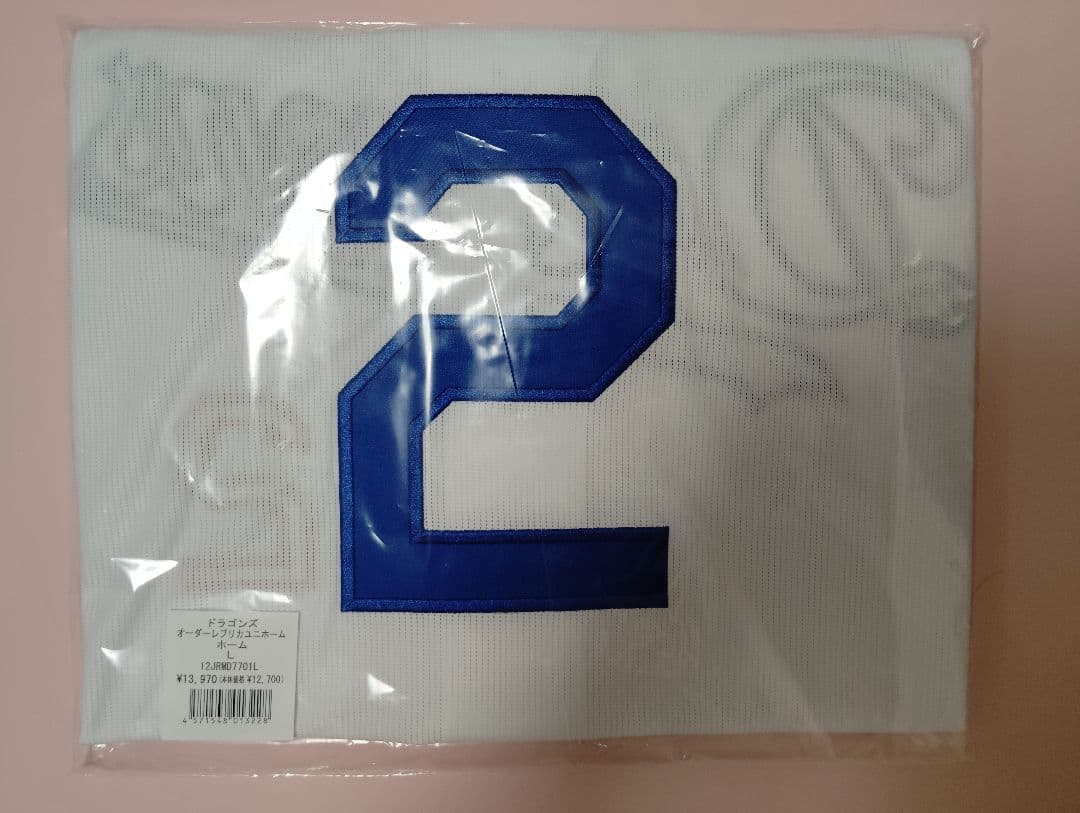 2
ドラゴンズ
オーダーレプリカユニホーム
ホーム
L
12JRMD7701L
¥13,970(本体価格¥12,700)
4571548013228